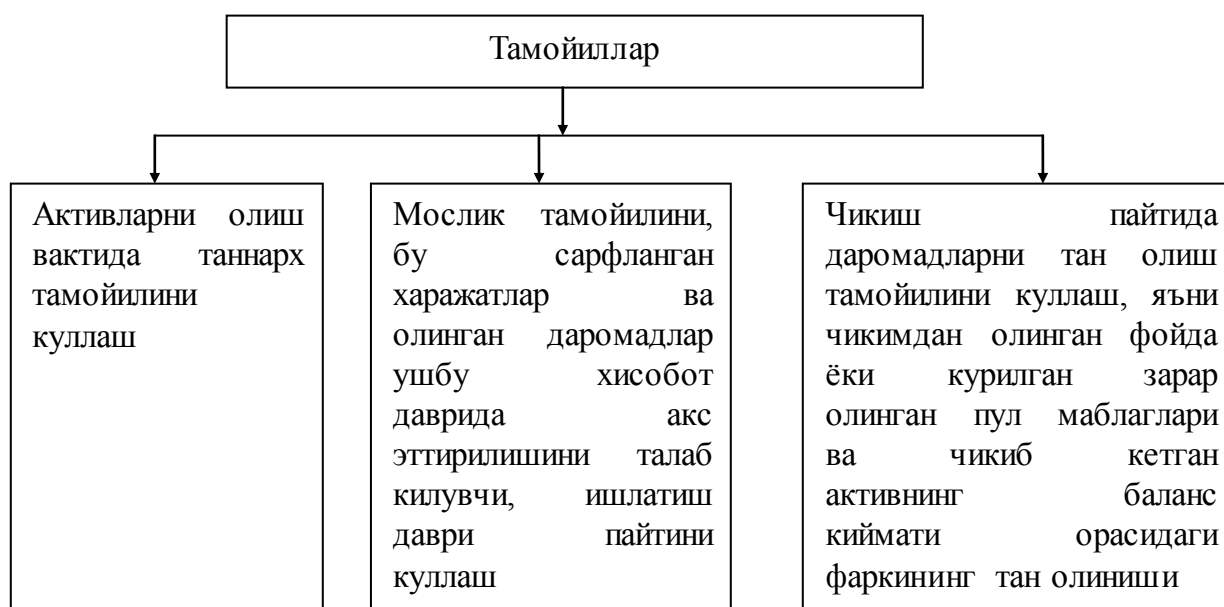 Тамойиллар
Активларни олиш
вактида таннарх
тамойилини
куллаш
Мослик тамойилини,
бу сарфланган
харажатлар ва
олинган даромадлар
ушбу хисобот
даврида акс
эттирилишини талаб
килувчи, ишлатиш
даври пайтини
куллаш
Чикиш пайтида
даромадларни тан олиш
тамойилини куллаш, яъни
чикимдан олинган фойда
ёки курилган зарар
олинган пул маблаглари
ва чикиб кетган
активнинг баланс
киймати орасидаги
фаркининг тан олиниши